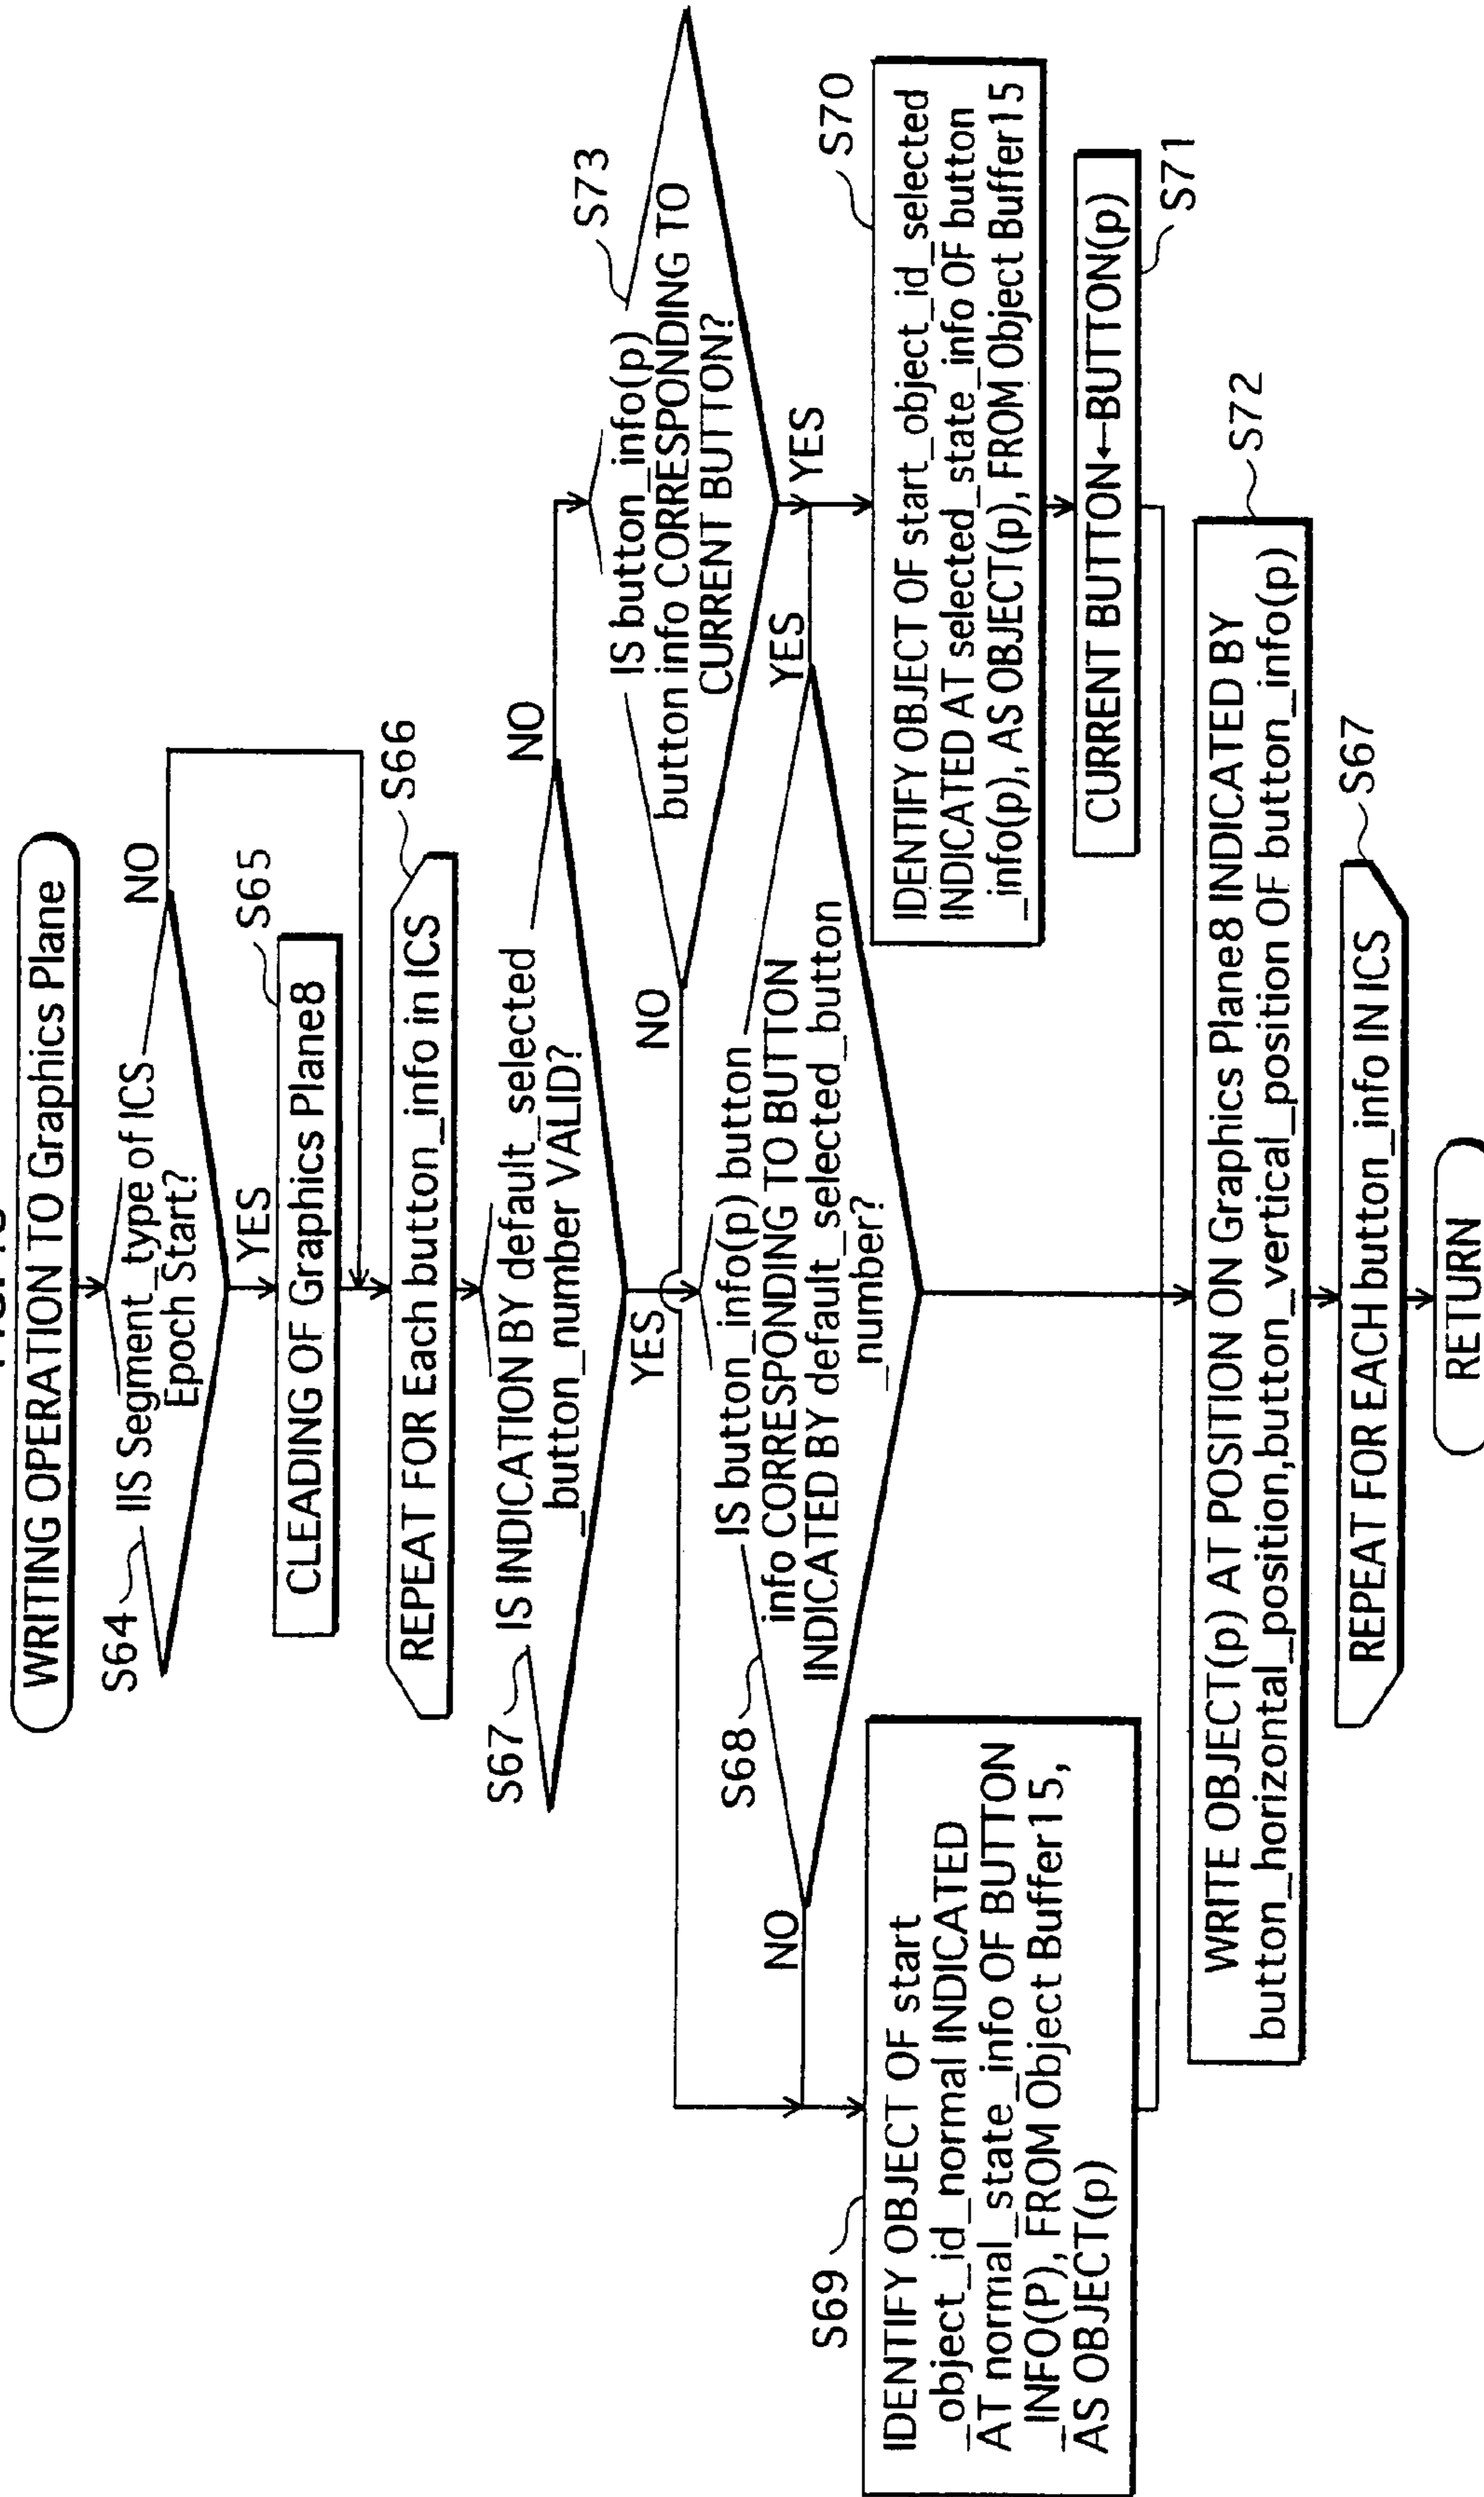 WRITING OPERATION TO Graphics Plane
S64
IIS Segment_type of ICS
Epoch Start?
NO
YES
S65
CLEADING OF Graphics Plane8
S66
REPEAT FOR Each button_info in ICS
S67
IS INDICATION BY default_selected
_button_number VALID?
NO
YES
S73
IS button_info(p)
button info CORRESPONDING TO
CURRENT BUTTON?
NO
YES
S68
IS button_info(p) button
info CORRESPONDING TO BUTTON
INDICATED BY default_selected_button
_number?
NO
YES
S69
IDENTIFY OBJECT OF start
_object_id_normal INDICATED
AT normal_state_info OF BUTTON
_INFO(P), FROM Object Buffer15,
AS OBJECT(p)
S70
IDENTIFY OBJECT OF start_object_id_selected
INDICATED AT selected_state_info OF button
_info(p), AS OBJECT(p), FROM Object Buffer15
CURRENT BUTTON←BUTTON(p)
S71
S72
WRITE OBJECT(p) AT POSITION ON Graphics Plane8 INDICATED BY
button_horizontal_position,button_vertical_position OF button_info(p)
S67
REPEAT FOR EACH button_info IN ICS
RETURN